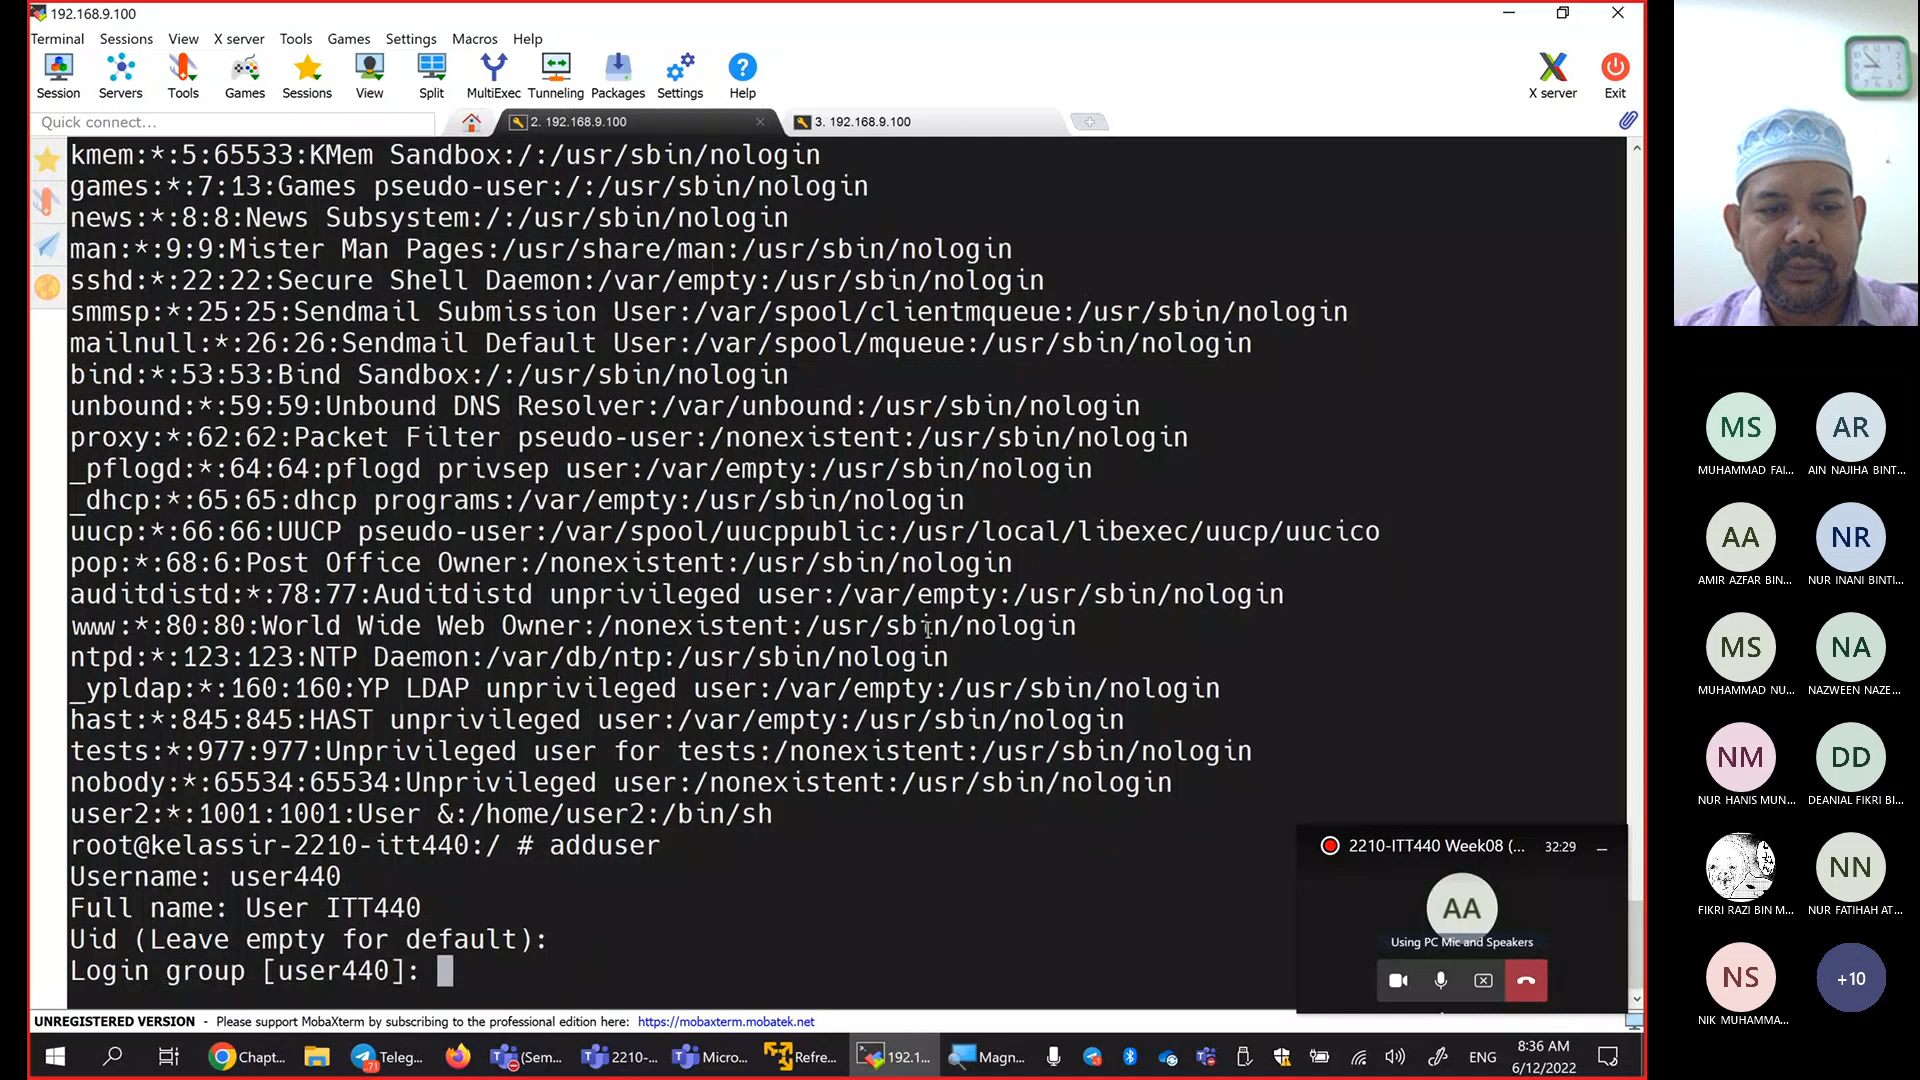 192.168.9.100
Terminal Sessions View X server Tools Games Settings Macros Help
Session Servers Tools Games Sessions View Split MultiExec Tunneling Packages Settings Help X server Exit
Quick connect...
2. 192.168.9.100
3. 192.168.9.100
kmem:*:5:65533:KMem Sandbox:/:/usr/sbin/nologin
games:*:7:13:Games pseudo-user:/:/usr/sbin/nologin
news:*:8:8:News Subsystem:/:/usr/sbin/nologin
man:*:9:9:Mister Man Pages:/usr/share/man:/usr/sbin/nologin
sshd:*:22:22:Secure Shell Daemon:/var/empty:/usr/sbin/nologin
smmsp:*:25:25:Sendmail Submission User:/var/spool/clientmqueue:/usr/sbin/nologin
mailnull:*:26:26:Sendmail Default User:/var/spool/mqueue:/usr/sbin/nologin
bind:*:53:53:Bind Sandbox:/:/usr/sbin/nologin
unbound:*:59:59:Unbound DNS Resolver:/var/unbound:/usr/sbin/nologin
proxy:*:62:62:Packet Filter pseudo-user:/nonexistent:/usr/sbin/nologin
_pflogd:*:64:64:pflogd privsep user:/var/empty:/usr/sbin/nologin
_dhcp:*:65:65:dhcp programs:/var/empty:/usr/sbin/nologin
uucp:*:66:66:UUCP pseudo-user:/var/spool/uucppublic:/usr/local/libexec/uucp/uucico
pop:*:68:6:Post Office Owner:/nonexistent:/usr/sbin/nologin
auditdistd:*:78:77:Auditdistd unprivileged user:/var/empty:/usr/sbin/nologin
www:*:80:80:World Wide Web Owner:/nonexistent:/usr/sbin/nologin
ntpd:*:123:123:NTP Daemon:/var/db/ntp:/usr/sbin/nologin
_ypldap:*:160:160:YP LDAP unprivileged user:/var/empty:/usr/sbin/nologin
hast:*:845:845:HAST unprivileged user:/var/empty:/usr/sbin/nologin
tests:*:977:977:Unprivileged user for tests:/nonexistent:/usr/sbin/nologin
nobody:*:65534:65534:Unprivileged user:/nonexistent:/usr/sbin/nologin
user2:*:1001:1001:User &:/home/user2:/bin/sh
root@kelassir-2210-itt440:/ # adduser
Username: user440
Full name: User ITT440
Uid (Leave empty for default):
Login group [user440]:
2210-ITT440 Week08 (... 32:29
AA
Using PC Mic and Speakers
UNREGISTERED VERSION - Please support MobaXterm by subscribing to the professional edition here: https://mobaxterm.mobatek.net
Chapt... Teleg... 71 (Sem... 2210-... Micro... Refre... 192.1... Magn... ENG
8:36 AM
6/12/2022
MS AR
MUHAMMAD FAI... AIN NAJIHA BINT...
AA NR
AMIR AZFAR BIN... NUR INANI BINTI...
MS NA
MUHAMMAD NU... NAZWEEN NAZE...
NM DD
NUR HANIS MUN... DEANIAL FIKRI BI...
NN
FIKRI RAZI BIN M... NUR FATIHAH AT...
NS +10
NIK MUHAMMA...